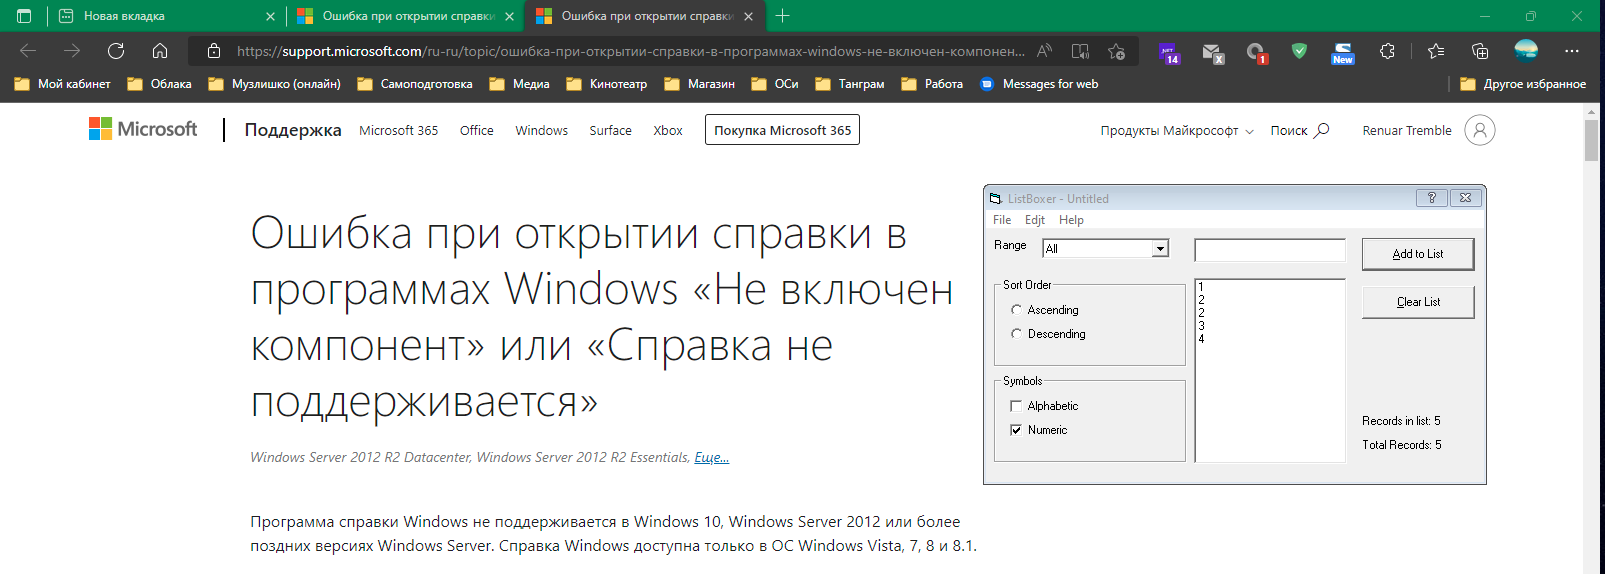 Новая вкладка
Ошибка при открытии справки
Ошибка при открытии справки
https://support.microsoft.com/ru-ru/topic/ошибка-при-открытии-справки-в-программах-windows-не-включен-компонен...
.NET
14
X
1
New
Мой кабинет
Облака
Музлишко (онлайн)
Самоподготовка
Медиа
Кинотеатр
Магазин
ОСи
Танграм
Работа
Messages for web
Другое избранное
Microsoft
Поддержка
Microsoft 365
Office
Windows
Surface
Xbox
Покупка Microsoft 365
Продукты Майкрософт
Поиск
Renuar Tremble
Ошибка при открытии справки в
программах Windows «Не включен
компонент» или «Справка не
поддерживается»
Windows Server 2012 R2 Datacenter, Windows Server 2012 R2 Essentials, Еще...
Программа справки Windows не поддерживается в Windows 10, Windows Server 2012 или более
поздних версиях Windows Server. Справка Windows доступна только в ОС Windows Vista, 7, 8 и 8.1.
ListBoxer - Untitled
File
Edjt
Help
Range
All
Add to List
Sort Order
Ascending
Descending
1
2
2
3
4
Clear List
Symbols
Alphabetic
Numeric
Records in list: 5
Total Records: 5